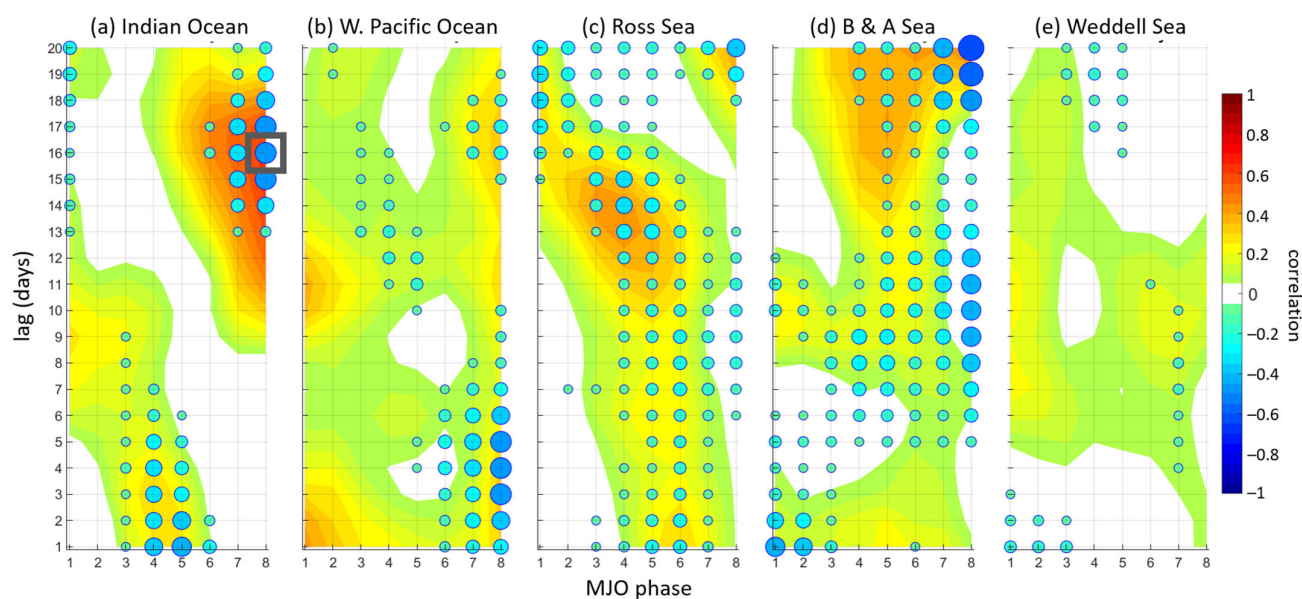 (a) Indian Ocean
(b) W. Pacific Ocean
(c) Ross Sea
(d) B & A Sea
(e) Weddell Sea
lag (days)
20
19
18
17
16
15
14
13
12
11
10
9
8
7
6
5
4
3
2
1
1 2 3 4 5 6 7 8
1 2 3 4 5 6 7 8
1 2 3 4 5 6 7 8
1 2 3 4 5 6 7 8
1 2 3 4 5 6 7 8
MJO phase
1
0.8
0.6
0.4
0.2
0
−0.2
−0.4
−0.6
−0.8
−1
correlation